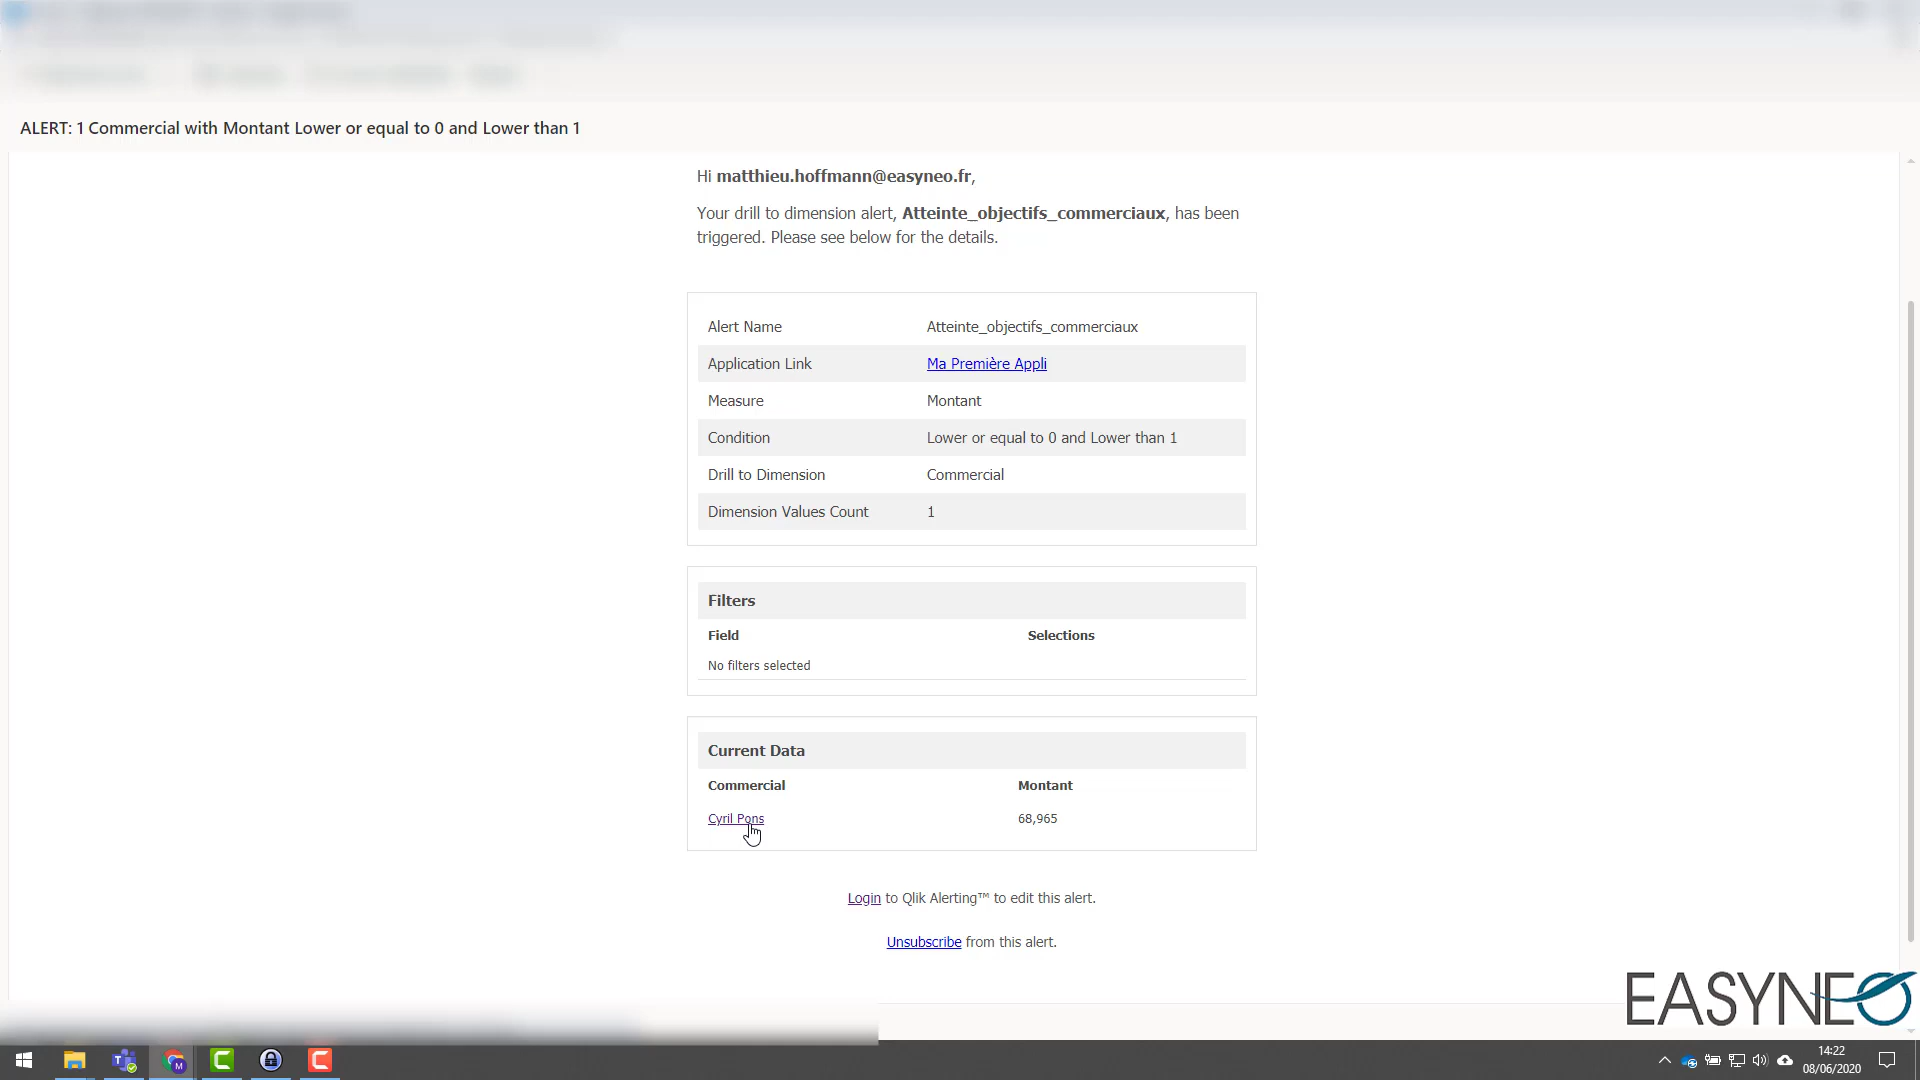 ALERT: 1 Commercial with Montant Lower or equal to 0 and Lower than 1
Hi matthieu.hoffmann@easyneo.fr,
Your drill to dimension alert, Atteinte_objectifs_commerciaux, has been
triggered. Please see below for the details.
Alert Name Atteinte_objectifs_commerciaux
Application Link Ma Première Appli
Measure Montant
Condition Lower or equal to 0 and Lower than 1
Drill to Dimension Commercial
Dimension Values Count 1
Filters
Field Selections
No filters selected
Current Data
Commercial Montant
Cyril Pons 68,965
Login to Qlik Alerting™ to edit this alert.
Unsubscribe from this alert.
EASYNEO
14:22
08/06/2020